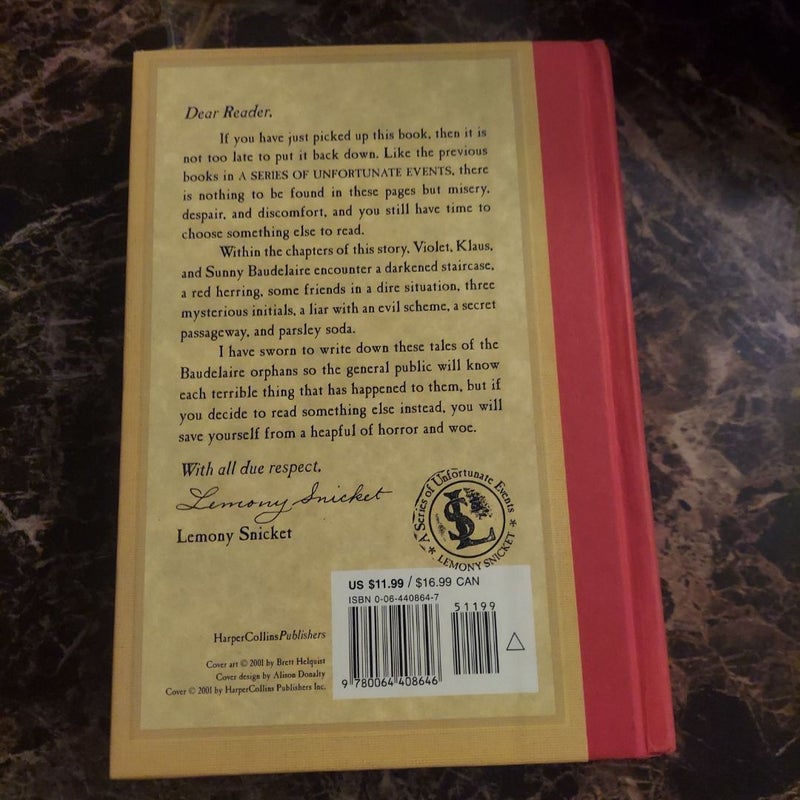 Dear Reader,
If you have just picked up this book, then it is
not too late to put it back down. Like the previous
books in A SERIES OF UNFORTUNATE EVENTS, there
is nothing to be found in these pages but misery,
despair, and discomfort, and you still have time to
choose something else to read.
Within the chapters of this story, Violet, Klaus,
and Sunny Baudelaire encounter a darkened staircase,
a red herring, some friends in a dire situation, three
mysterious initials, a liar with an evil scheme, a secret
passageway, and parsley soda.
I have sworn to write down these tales of the
Baudelaire orphans so the general public will know
each terrible thing that has happened to them, but if
you decide to read something else instead, you will
save yourself from a heapful of horror and woe.
With all due respect,
Lemony Snicket
Lemony Snicket
A Series of Unfortunate Events
LS
* LEMONY SNICKET *
US $11.99 / $16.99 CAN
ISBN 0-06-440864-7
51199
9 780064 408646
HarperCollinsPublishers
Cover art © 2001 by Brett Helquist
Cover design by Alison Donalty
Cover © 2001 by HarperCollins Publishers Inc.